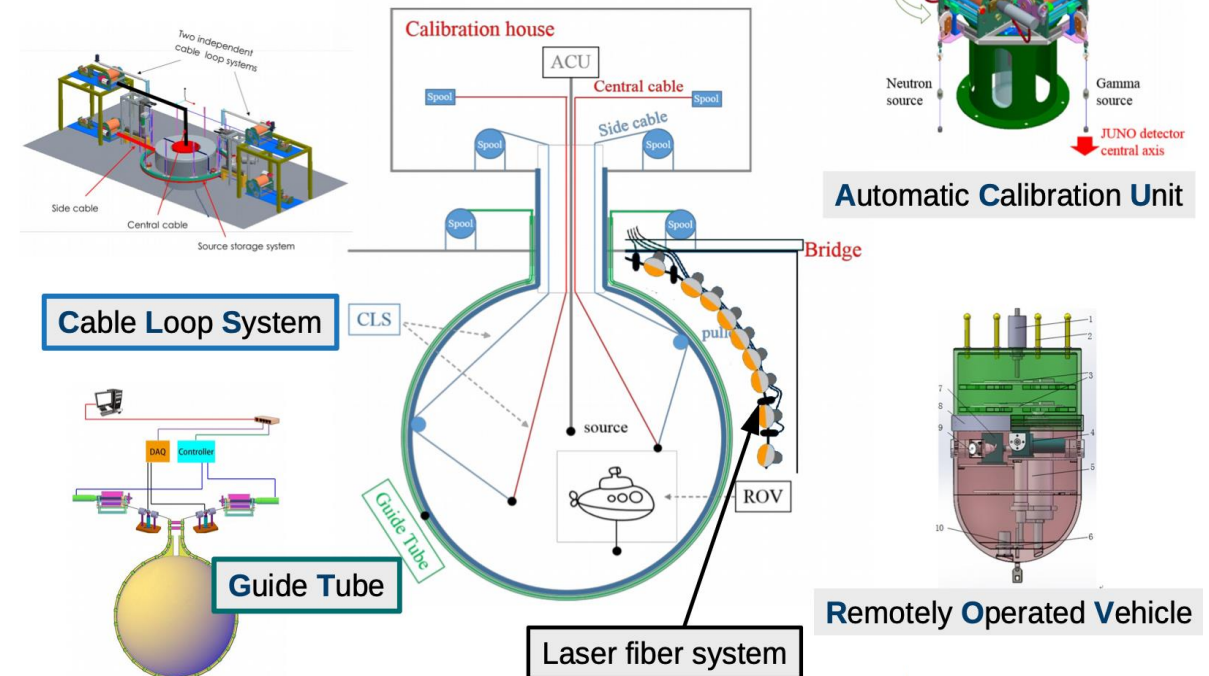 Two independent
cable loop systems
Side cable
Central cable
Source storage system
Cable Loop System
Calibration house
ACU
Central cable
Spool
Spool
Side cable
Spool
Spool
Spool
Spool
Bridge
CLS
pull
source
ROV
Guide Tube
Laser fiber system
Neutron
source
Gamma
source
JUNO detector
central axis
Automatic Calibration Unit
DAQ
Controller
Guide Tube
1
2
3
7
8
9
4
5
10
6
Remotely Operated Vehicle